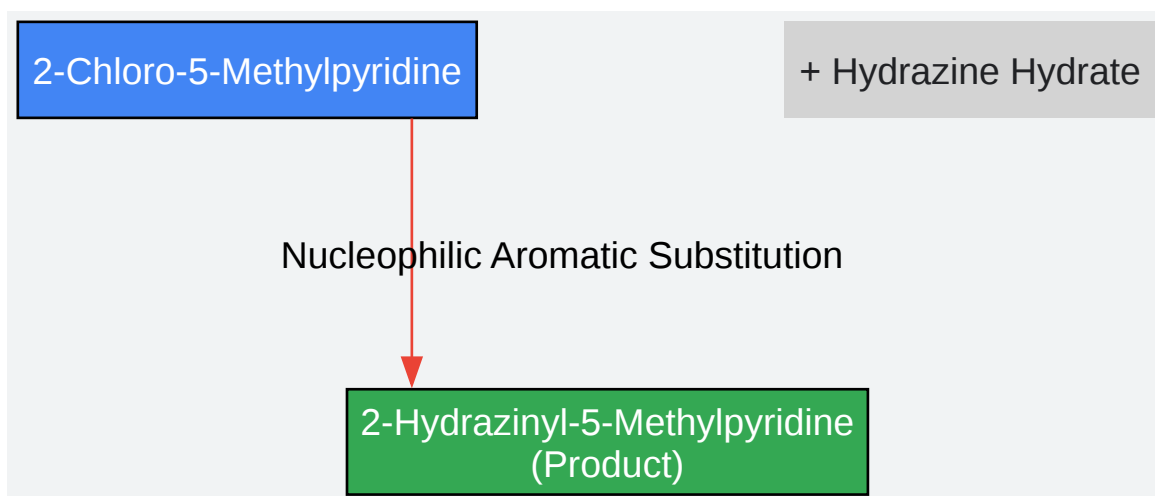 2-Chloro-5-Methylpyridine
+ Hydrazine Hydrate
Nucleophilic Aromatic Substitution
2-Hydrazinyl-5-Methylpyridine
(Product)